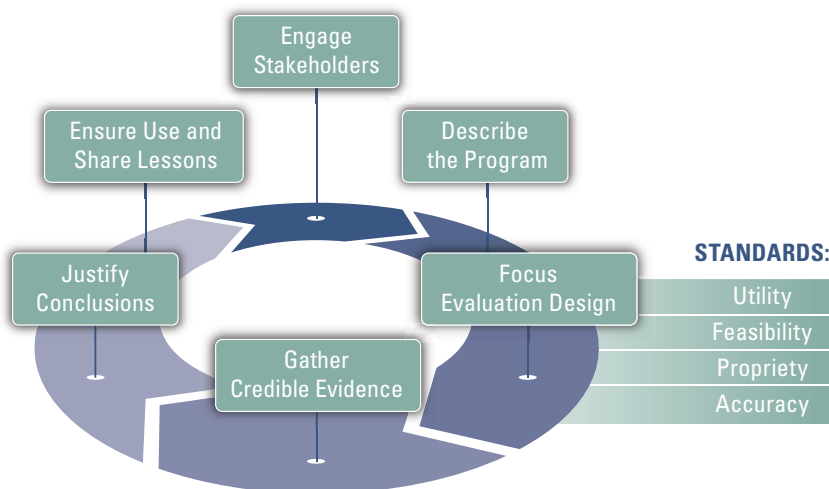 Engage
Stakeholders
Ensure Use and
Share Lessons
Describe
the Program
Justify
Conclusions
Focus
Evaluation Design
Gather
Credible Evidence
STANDARDS:
Utility
Feasibility
Propriety
Accuracy